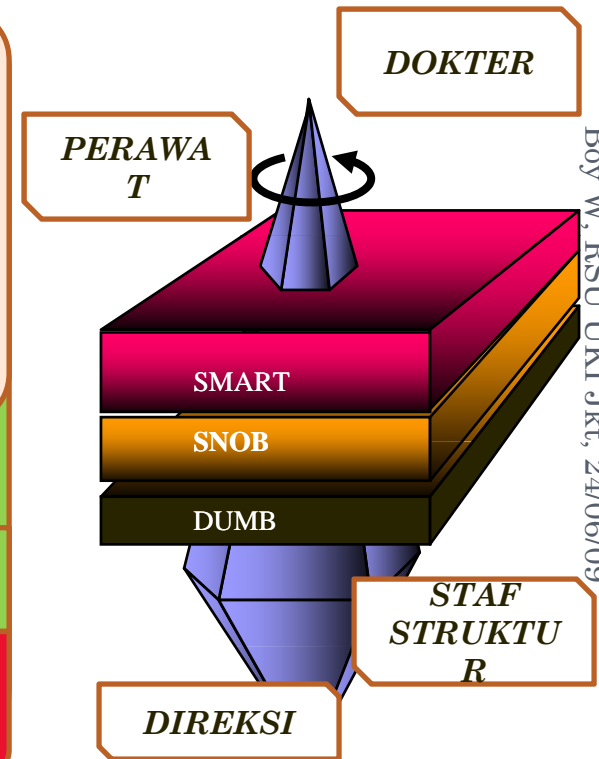 DOKTER
PERAWA
T
SMART
SNOB
DUMB
STAF
STRUKTU
R
DIREKSI
Boy W, RSU UKI Jkt, 24/06/09